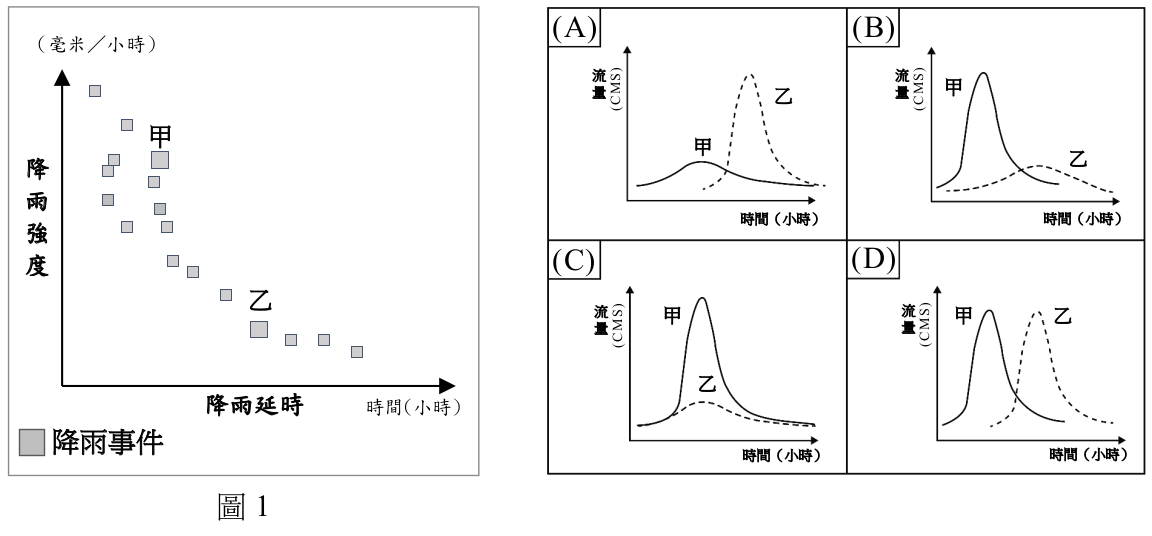 （毫米／小時）
甲
降雨強度
乙
降雨延時
時間(小時)
降雨事件
圖 1
(A)
流量
(CMS)
甲
乙
時間（小時）
(B)
流量
(CMS)
甲
乙
時間（小時）
(C)
流量
(CMS)
甲
乙
時間（小時）
(D)
流量
(CMS)
甲
乙
時間（小時）